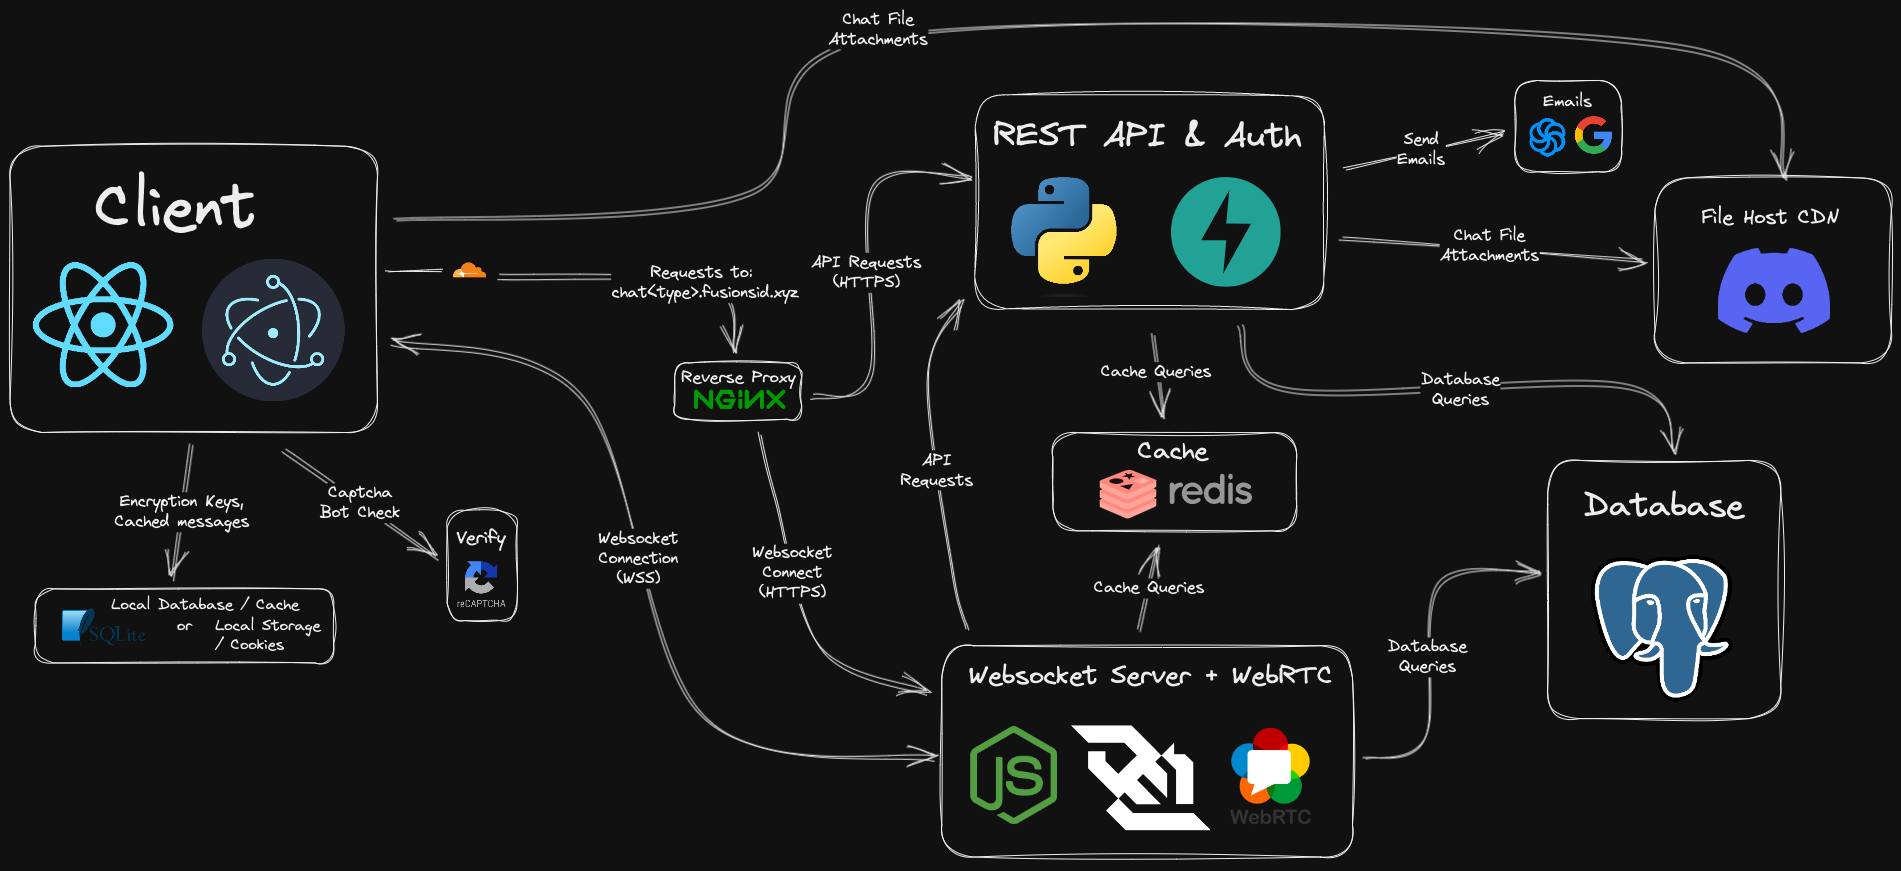 Chat File
Attachments
Client
Requests to:
chat<type>.fusionsid.xyz
API Requests
(HTTPS)
REST API & Auth
Send
Emails
Emails
Chat File
Attachments
File Host CDN
Reverse Proxy
NGINX
Cache Queries
Database
Queries
Encryption Keys,
Cached messages
Captcha
Bot Check
Verify
reCAPTCHA
SQLite
Local Database / Cache
or Local Storage
/ Cookies
Websocket
Connection
(WSS)
Websocket
Connect
(HTTPS)
API
Requests
Cache
redis
Cache Queries
Database
Queries
Database
Websocket Server + WebRTC
JS
WebRTC